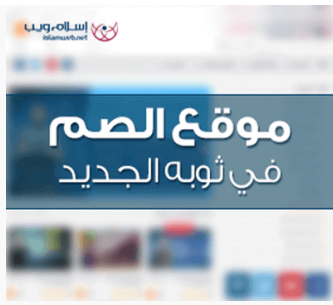 إسلام ويب
islamweb.net
موقع الصم
في ثوبه الجديد